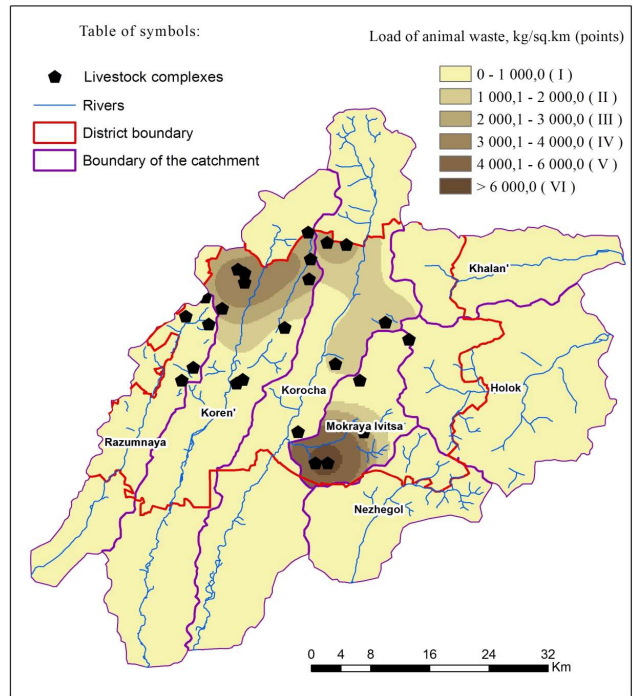 Table of symbols:
Livestock complexes
Rivers
District boundary
Boundary of the catchment
Load of animal waste, kg/sq.km (points)
0 - 1 000,0 ( I )
1 000,1 - 2 000,0 ( II )
2 000,1 - 3 000,0 ( III )
3 000,1 - 4 000,0 ( IV )
4 000,1 - 6 000,0 ( V )
> 6 000,0 ( VI )
Khalan'
Holok
Korocha
Koren'
Mokraya Ivitsa
Razumnaya
Nezhegol
0 4 8 16 24 32
Km